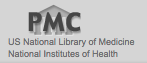 PMC
US National Library of Medicine
National Institutes of Health